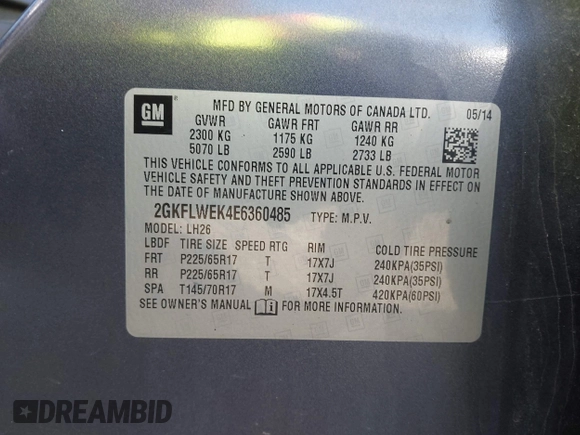 GM
MFD BY GENERAL MOTORS OF CANADA LTD. 05/14
GVWR GAWR FRT GAWR RR
2300 KG 1175 KG 1240 KG
5070 LB 2590 LB 2733 LB
THIS VEHICLE CONFORMS TO ALL APPLICABLE U.S. FEDERAL MOTOR
VEHICLE SAFETY AND THEFT PREVENTION STANDARDS IN EFFECT ON
THE DATE OF MANUFACTURE SHOWN ABOVE.
2GKFLWEK4E6360485 TYPE: M.P.V.
MODEL: LH26
LBDF TIRE SIZE SPEED RTG RIM COLD TIRE PRESSURE
FRT P225/65R17 T 17X7J 240KPA(35PSI)
RR P225/65R17 T 17X7J 240KPA(35PSI)
SPA T145/70R17 M 17X4.5T 420KPA(60PSI)
SEE OWNER'S MANUAL FOR MORE INFORMATION.
DREAMBID